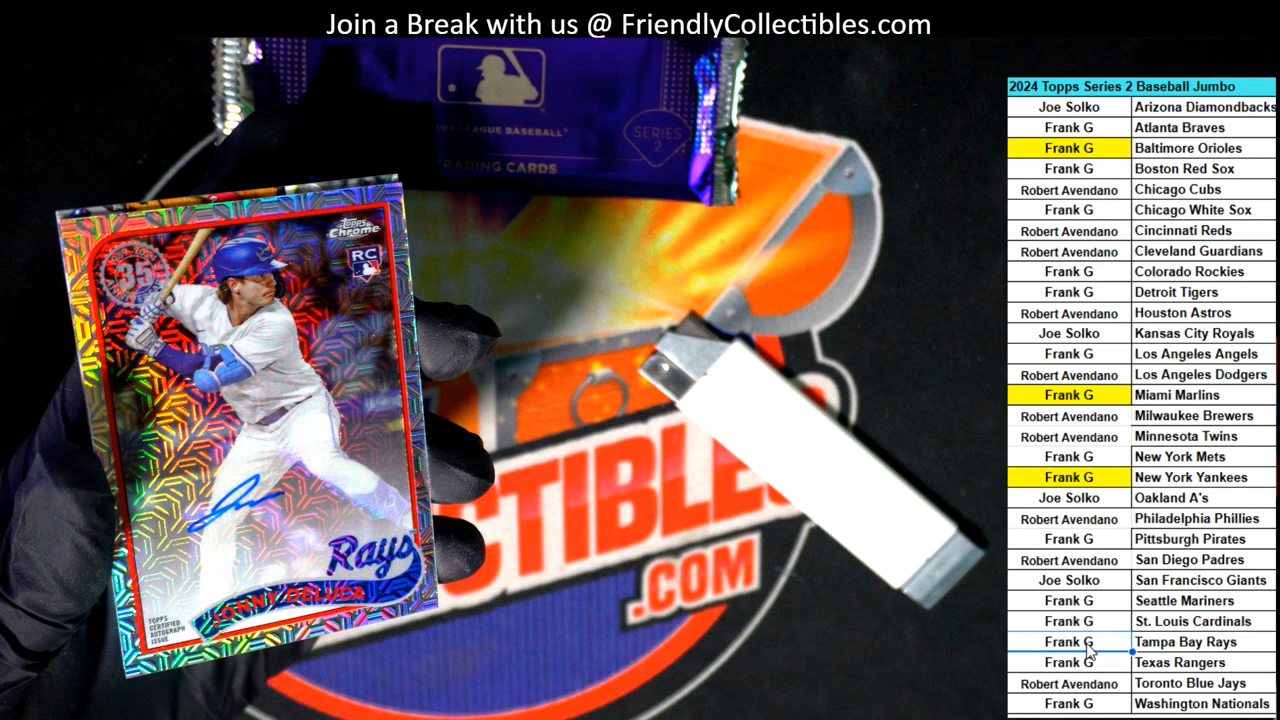 Join a Break with us @ FriendlyCollectibles.com
LEAGUE BASEBALL
SERIES
2
TRADING CARDS
Topps
Chrome
RC
35
Rays
JONNY DELUCA
TOPPS
CERTIFIED
AUTOGRAPH
ISSUE
CTIBLE
.COM
2024 Topps Series 2 Baseball Jumbo
Joe Solko Arizona Diamondbacks
Frank G Atlanta Braves
Frank G Baltimore Orioles
Frank G Boston Red Sox
Robert Avendano Chicago Cubs
Frank G Chicago White Sox
Robert Avendano Cincinnati Reds
Robert Avendano Cleveland Guardians
Frank G Colorado Rockies
Frank G Detroit Tigers
Robert Avendano Houston Astros
Joe Solko Kansas City Royals
Frank G Los Angeles Angels
Robert Avendano Los Angeles Dodgers
Frank G Miami Marlins
Robert Avendano Milwaukee Brewers
Robert Avendano Minnesota Twins
Frank G New York Mets
Frank G New York Yankees
Joe Solko Oakland A's
Robert Avendano Philadelphia Phillies
Frank G Pittsburgh Pirates
Robert Avendano San Diego Padres
Joe Solko San Francisco Giants
Frank G Seattle Mariners
Frank G St. Louis Cardinals
Frank G Tampa Bay Rays
Frank G Texas Rangers
Robert Avendano Toronto Blue Jays
Frank G Washington Nationals